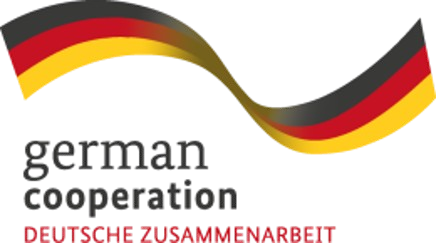 german
cooperation
DEUTSCHE ZUSAMMENARBEIT